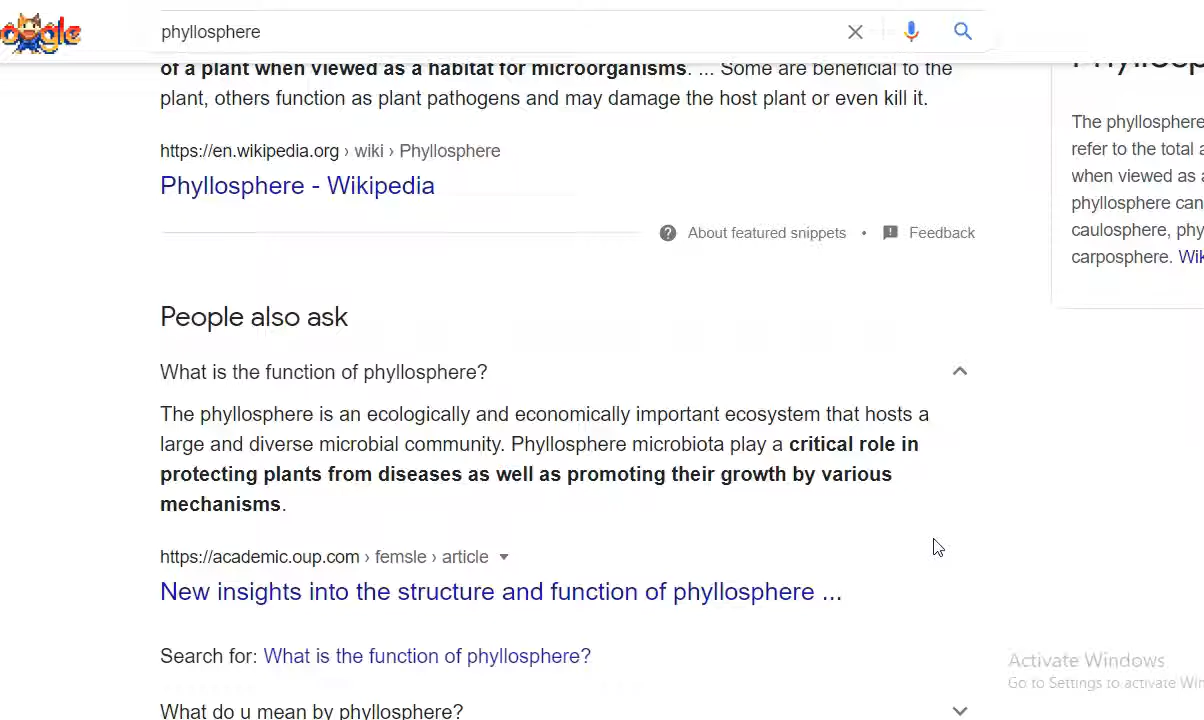 oogle
phyllosphere
of a plant when viewed as a habitat for microorganisms. ... Some are beneficial to the
plant, others function as plant pathogens and may damage the host plant or even kill it.
https://en.wikipedia.org › wiki › Phyllosphere
Phyllosphere - Wikipedia
About featured snippets • Feedback
People also ask
What is the function of phyllosphere?
The phyllosphere is an ecologically and economically important ecosystem that hosts a
large and diverse microbial community. Phyllosphere microbiota play a critical role in
protecting plants from diseases as well as promoting their growth by various
mechanisms.
https://academic.oup.com › femsle › article
New insights into the structure and function of phyllosphere ...
Search for: What is the function of phyllosphere?
What do u mean by phyllosphere?
Phyllosp
The phyllosphere
refer to the total a
when viewed as a
phyllosphere can
caulosphere, phy
carposphere. Wik
Activate Windows
Go to Settings to activate Win